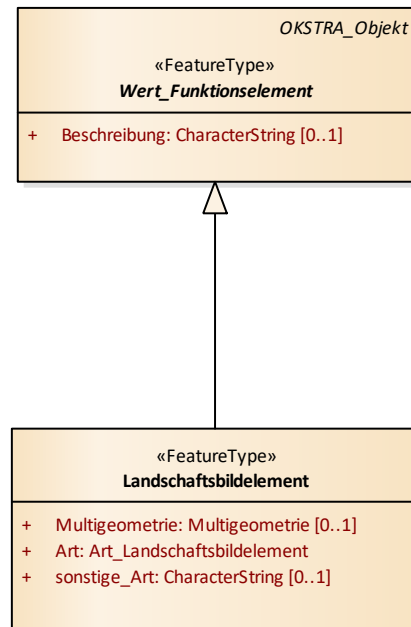 OKSTRA_Objekt
«FeatureType»
Wert_Funktionselement
+ Beschreibung: CharacterString [0..1]
«FeatureType»
Landschaftsbildelement
+ Multigeometrie: Multigeometrie [0..1]
+ Art: Art_Landschaftsbildelement
+ sonstige_Art: CharacterString [0..1]